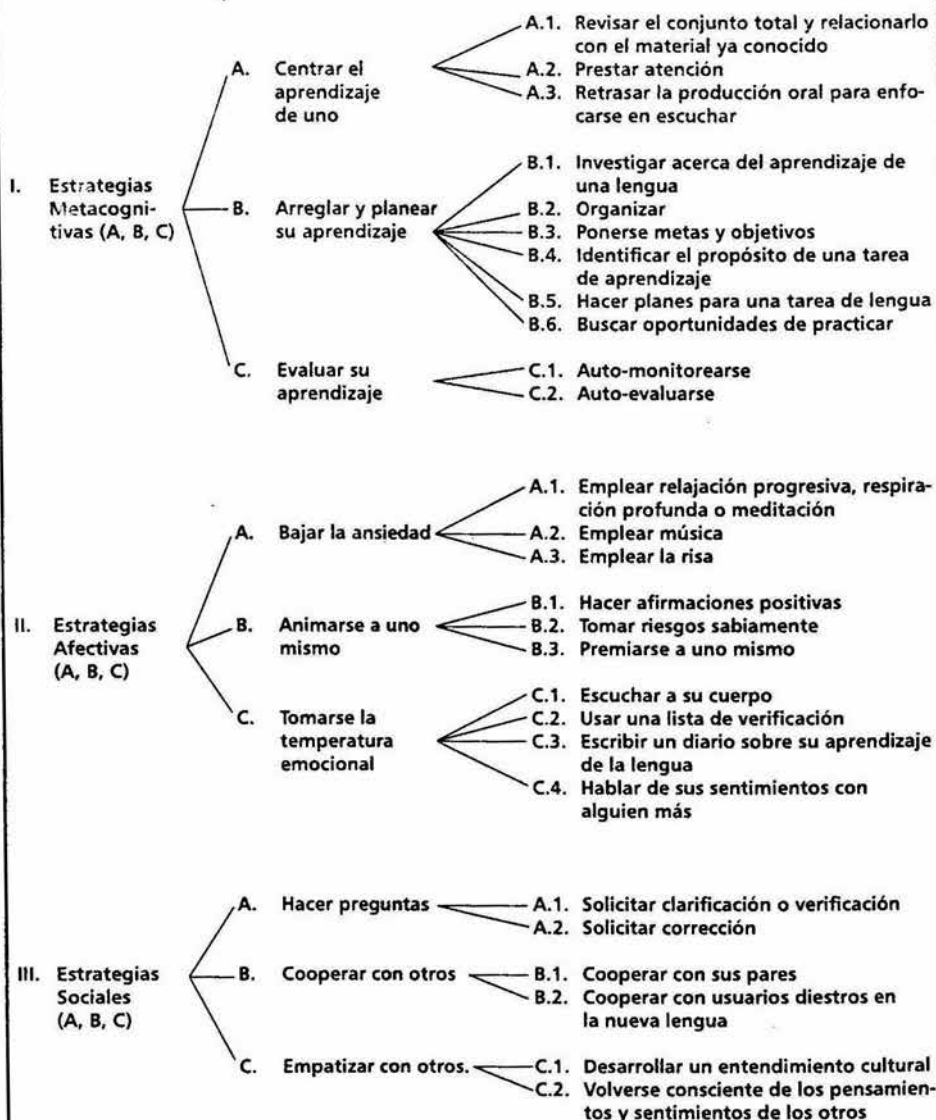 A.1. Revisar el conjunto total y relacionarlo
con el material ya conocido
A. Centrar el
aprendizaje
de uno
A.2. Prestar atención
A.3. Retrasar la producción oral para enfo-
carse en escuchar
I. Estrategias
Metacogni-
tivas (A, B, C)
B. Arreglar y planear
su aprendizaje
B.1. Investigar acerca del aprendizaje de
una lengua
B.2. Organizar
B.3. Ponerse metas y objetivos
B.4. Identificar el propósito de una tarea
de aprendizaje
B.5. Hacer planes para una tarea de lengua
B.6. Buscar oportunidades de practicar
C. Evaluar su
aprendizaje
C.1. Auto-monitorearse
C.2. Auto-evaluarse
II. Estrategias
Afectivas
(A, B, C)
A. Bajar la ansiedad
A.1. Emplear relajación progresiva, respira-
ción profunda o meditación
A.2. Emplear música
A.3. Emplear la risa
B. Animarse a uno
mismo
B.1. Hacer afirmaciones positivas
B.2. Tomar riesgos sabiamente
B.3. Premiarse a uno mismo
C. Tomarse la
temperatura
emocional
C.1. Escuchar a su cuerpo
C.2. Usar una lista de verificación
C.3. Escribir un diario sobre su aprendizaje
de la lengua
C.4. Hablar de sus sentimientos con
alguien más
III. Estrategias
Sociales
(A, B, C)
A. Hacer preguntas
A.1. Solicitar clarificación o verificación
A.2. Solicitar corrección
B. Cooperar con otros
B.1. Cooperar con sus pares
B.2. Cooperar con usuarios diestros en
la nueva lengua
C. Empatizar con otros.
C.1. Desarrollar un entendimiento cultural
C.2. Volverse consciente de los pensamien-
tos y sentimientos de los otros